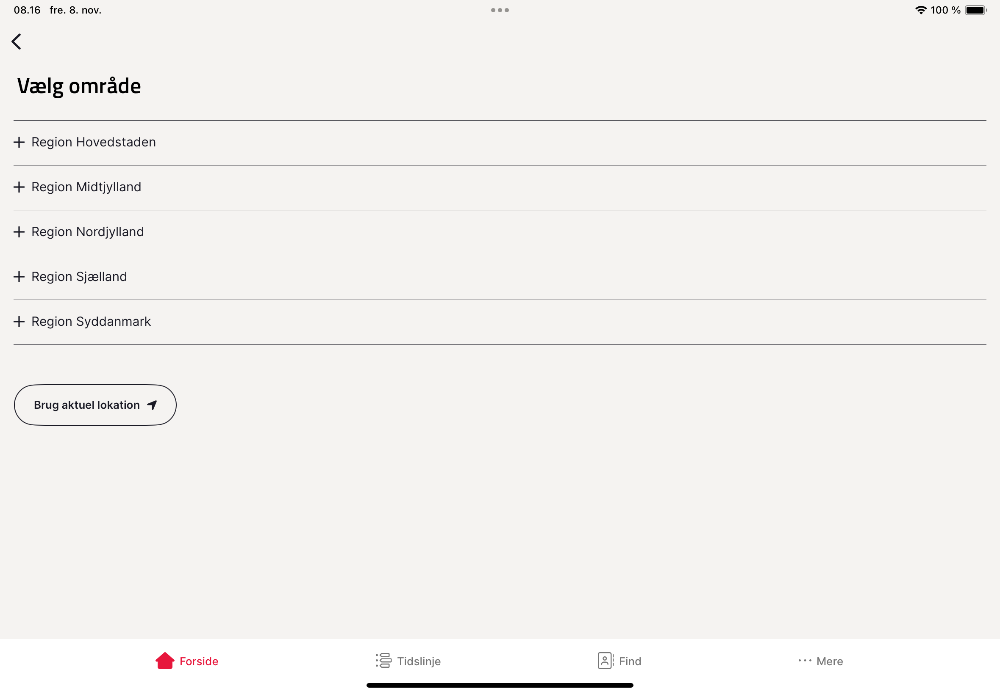 08.16 fre. 8. nov.
100 %
Vælg område
Region Hovedstaden
Region Midtjylland
Region Nordjylland
Region Sjælland
Region Syddanmark
Brug aktuel lokation
Forside
Tidslinje
Find
Mere